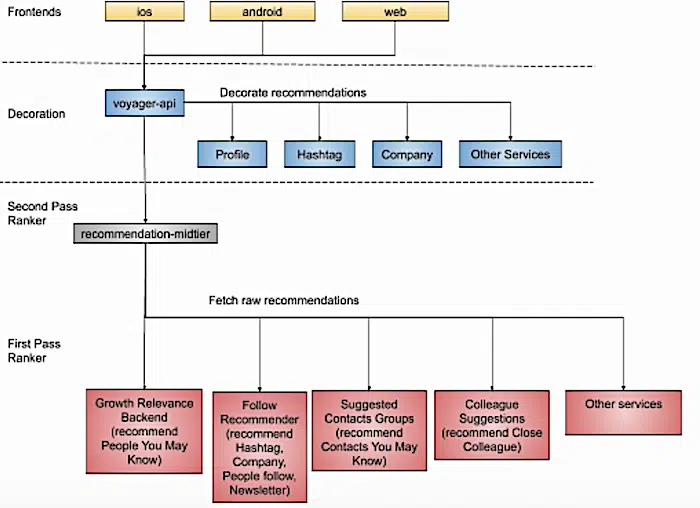 Frontends
ios
android
web
Decorate recommendations
voyager-api
Decoration
Profile
Hashtag
Company
Other Services
Second Pass
Ranker
recommendation-midtier
Fetch raw recommendations
First Pass
Ranker
Growth Relevance
Backend
(recommend
People You May
Know)
Follow
Recommender
(recommend
Hashtag,
Company,
People follow,
Newsletter)
Suggested
Contacts Groups
(recommend
Contacts You May
Know)
Colleague
Suggestions
(recommend Close
Colleague)
Other services